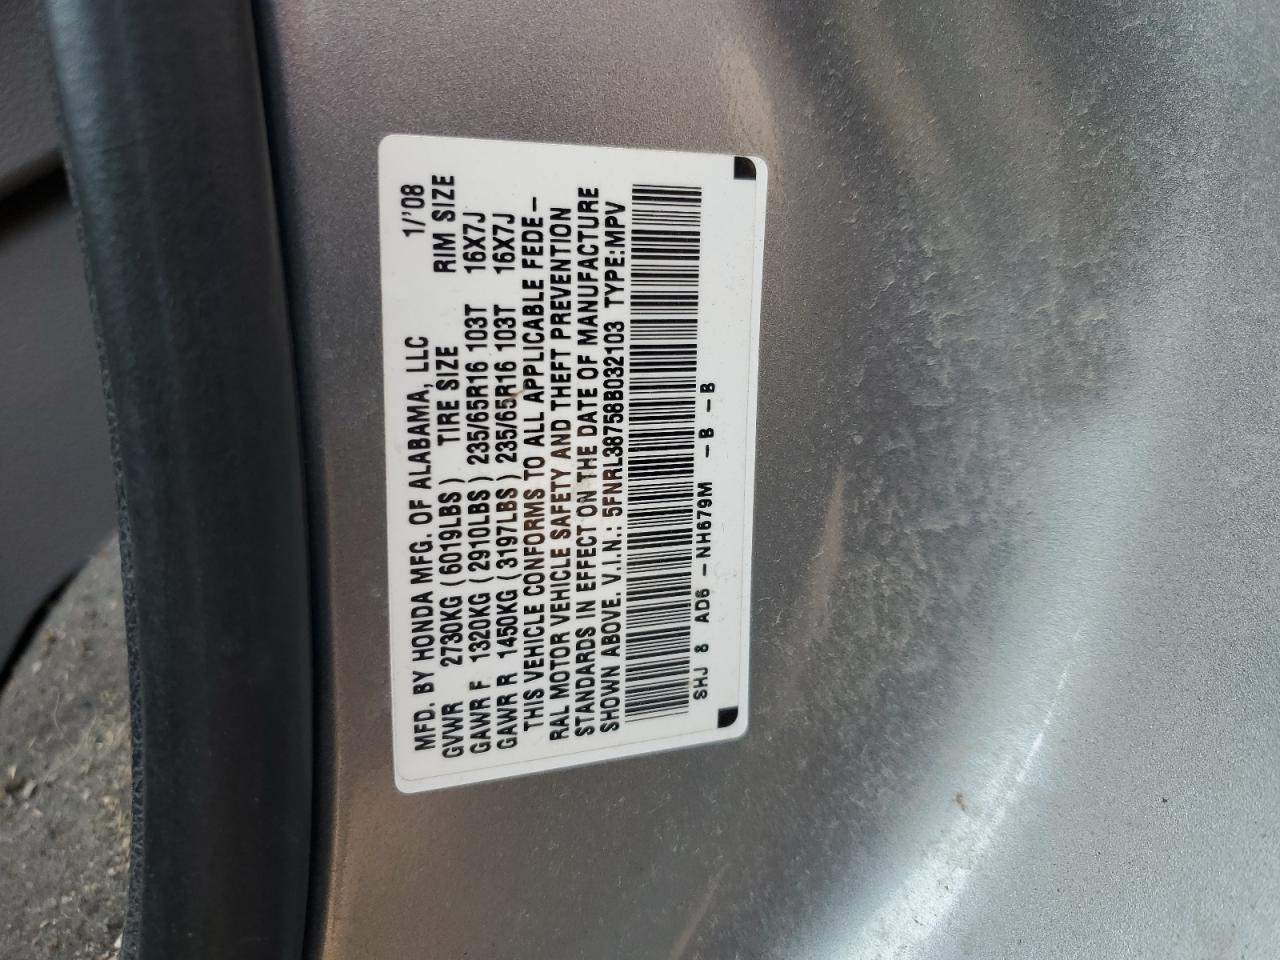 MFD. BY HONDA MFG. OF ALABAMA, LLC 1/'08
GVWR 2730KG (6019LBS) TIRE SIZE RIM SIZE
GAWR F 1320KG (2910LBS) 235/65R16 103T 16X7J
GAWR R 1450KG (3197LBS) 235/65R16 103T 16X7J
THIS VEHICLE CONFORMS TO ALL APPLICABLE FEDE-
RAL MOTOR VEHICLE SAFETY AND THEFT PREVENTION
STANDARDS IN EFFECT ON THE DATE OF MANUFACTURE
SHOWN ABOVE. V.I.N.: 5FNRL38758B032103 TYPE:MPV
SHJ 8 AD6 -NH679M -B -B